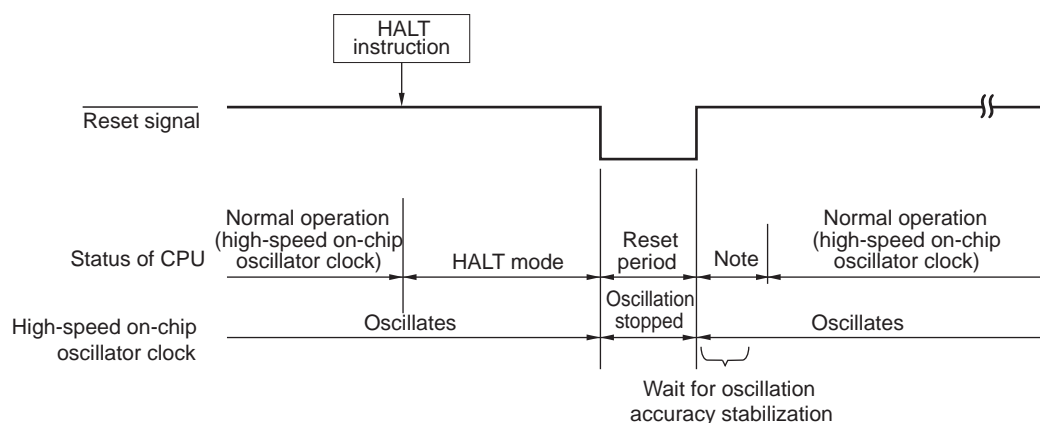 HALT
instruction
Reset signal
Normal operation
(high-speed on-chip
oscillator clock)
Status of CPU
HALT mode
Reset
period
Note
Normal operation
(high-speed on-chip
oscillator clock)
High-speed on-chip
oscillator clock
Oscillates
Oscillation
stopped
Oscillates
Wait for oscillation
accuracy stabilization